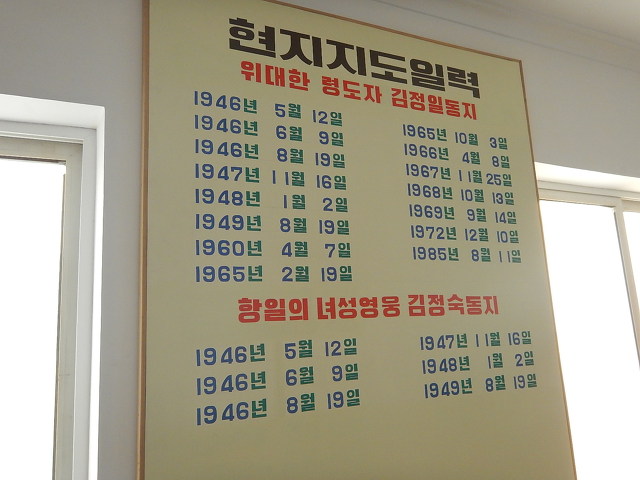 현지지도일력
위대한 령도자 김정일동지
1946년 5월 12일
1946년 6월 9일
1946년 8월 19일
1947년 11월 16일
1948년 1월 2일
1949년 8월 19일
1960년 4월 7일
1965년 2월 19일
1965년 10월 3일
1966년 4월 8일
1967년 11월 25일
1968년 10월 13일
1969년 9월 14일
1972년 12월 10일
1985년 8월 11일
항일의 녀성영웅 김정숙동지
1946년 5월 12일
1946년 6월 9일
1946년 8월 19일
1947년 11월 16일
1948년 1월 2일
1949년 8월 19일